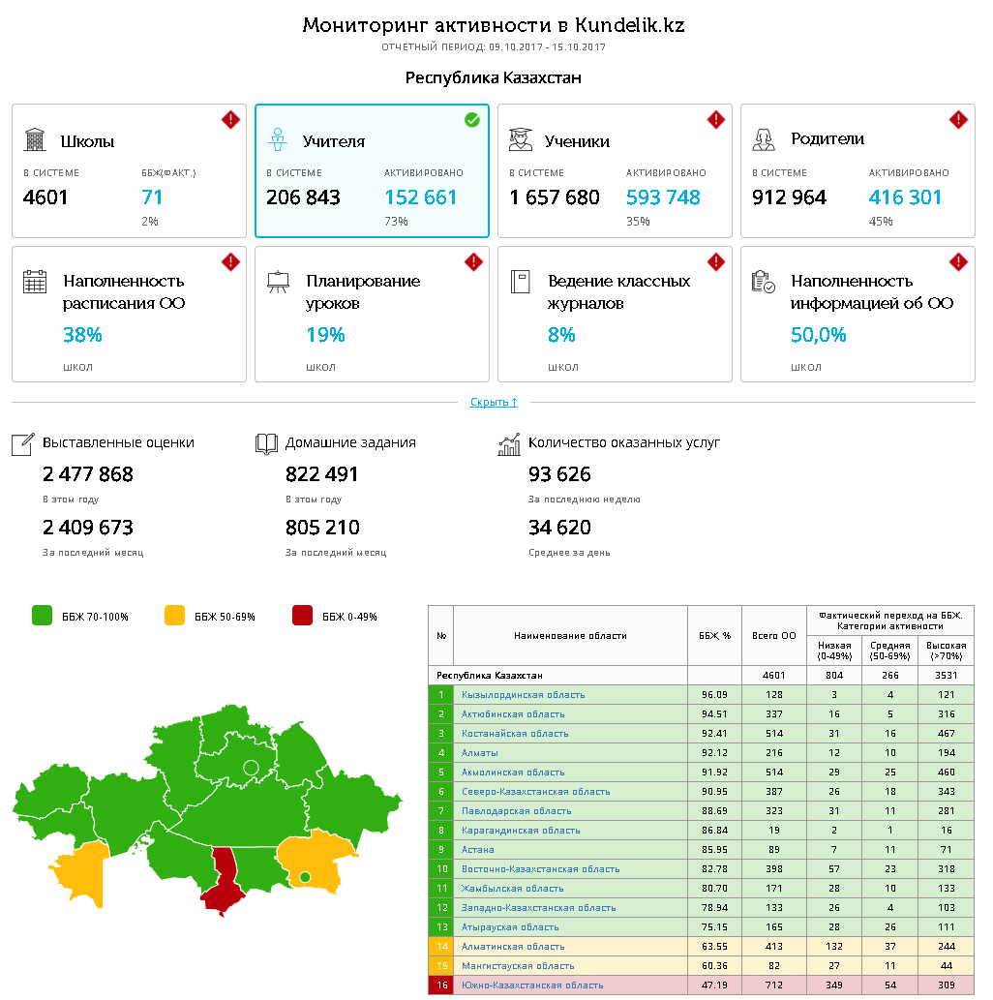 Мониторинг активности в Kundelik.kz
ОТЧЕТНЫЙ ПЕРИОД: 09.10.2017 - 15.10.2017
Республика Казахстан
Школы
В СИСТЕМЕ ББЖ(ФАКТ.)
4601 71
2%
Учителя
В СИСТЕМЕ АКТИВИРОВАНО
206 843 152 661
73%
Ученики
В СИСТЕМЕ АКТИВИРОВАНО
1 657 680 593 748
35%
Родители
В СИСТЕМЕ АКТИВИРОВАНО
912 964 416 301
45%
Наполненность
расписания ОО
38%
ШКОЛ
Планирование
уроков
19%
ШКОЛ
Ведение классных
журналов
8%
ШКОЛ
Наполненность
информацией об ОО
50,0%
ШКОЛ
Скрыть ↑
Выставленные оценки
2 477 868
В этом году
2 409 673
За последний месяц
Домашние задания
822 491
В этом году
805 210
За последний месяц
Количество оказанных услуг
93 626
За последнюю неделю
34 620
Среднее за день
ББЖ 70-100% ББЖ 50-69% ББЖ 0-49%
№ Наименование области ББЖ, % Всего ОО Фактический переход на ББЖ.
Категории активности
Низкая Средняя Высокая
(0-49%) (50-69%) (>70%)
Республика Казахстан 4601 804 266 3531
1 Кызылординская область 96.09 128 3 4 121
2 Актюбинская область 94.51 337 16 5 316
3 Костанайская область 92.41 514 31 16 467
4 Алматы 92.12 216 12 10 194
5 Акмолинская область 91.92 514 29 25 460
6 Северо-Казахстанская область 90.95 387 26 18 343
7 Павлодарская область 88.69 323 31 11 281
8 Карагандинская область 86.84 19 2 1 16
9 Астана 85.95 89 7 11 71
10 Восточно-Казахстанская область 82.78 398 57 23 318
11 Жамбылская область 80.70 171 28 10 133
12 Западно-Казахстанская область 78.94 133 26 4 103
13 Атырауская область 75.15 165 28 26 111
14 Алматинская область 63.55 413 132 37 244
15 Мангистауская область 60.36 82 27 11 44
16 Южно-Казахстанская область 47.19 712 349 54 309